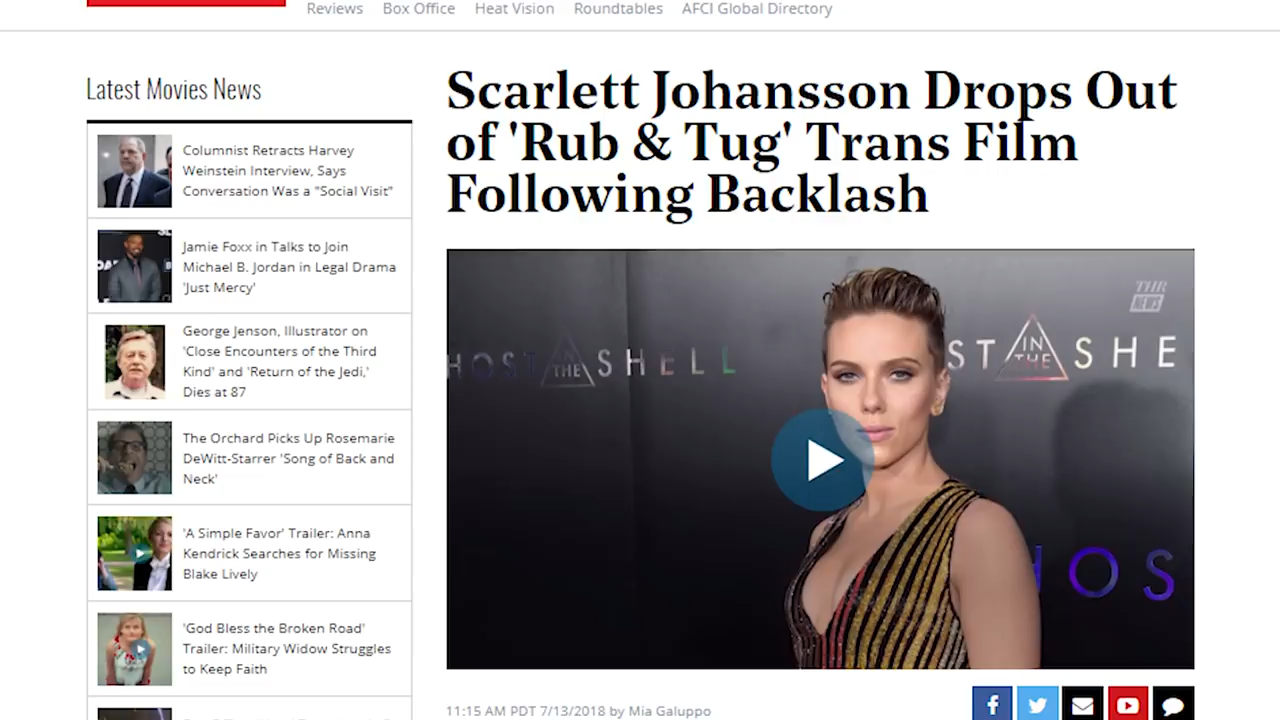 Reviews Box Office Heat Vision Roundtables AFCI Global Directory
Latest Movies News
Columnist Retracts Harvey
Weinstein Interview, Says
Conversation Was a "Social Visit"
Jamie Foxx in Talks to Join
Michael B. Jordan in Legal Drama
'Just Mercy'
George Jenson, Illustrator on
'Close Encounters of the Third
Kind' and 'Return of the Jedi,'
Dies at 87
The Orchard Picks Up Rosemarie
DeWitt-Starrer 'Song of Back and
Neck'
'A Simple Favor' Trailer: Anna
Kendrick Searches for Missing
Blake Lively
'God Bless the Broken Road'
Trailer: Military Widow Struggles
to Keep Faith
Scarlett Johansson Drops Out
of 'Rub & Tug' Trans Film
Following Backlash
THR
NEWS
HOST IN THE SHELL
ST IN THE SHE
HOS
11:15 AM PDT 7/13/2018 by Mia Galuppo